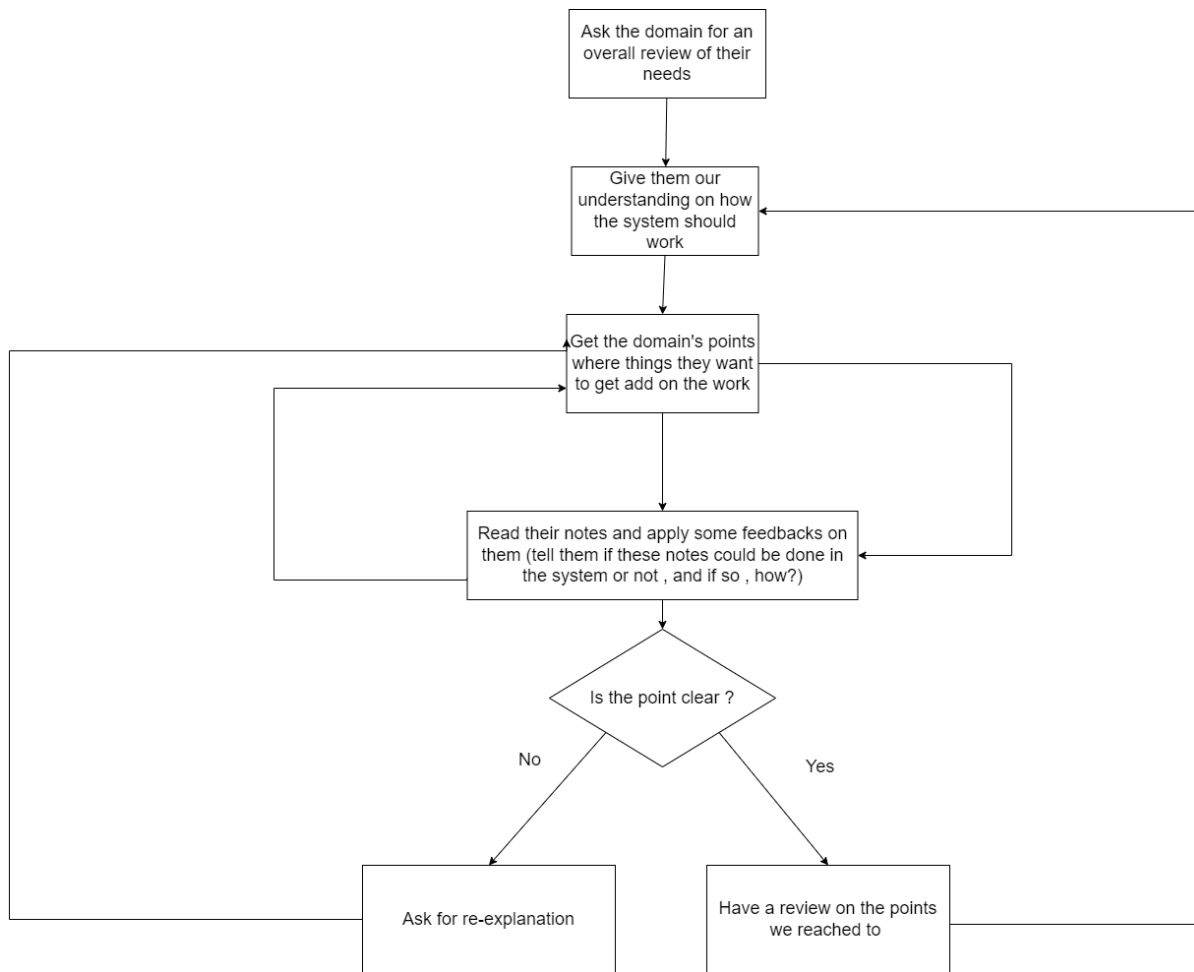 Ask the domain for an
overall review of their
needs
Give them our
understanding on how
the system should
work
Get the domain's points
where things they want
to get add on the work
Read their notes and apply some feedbacks on
them (tell them if these notes could be done in
the system or not , and if so , how?)
Is the point clear ?
No
Yes
Ask for re-explanation
Have a review on the points
we reached to